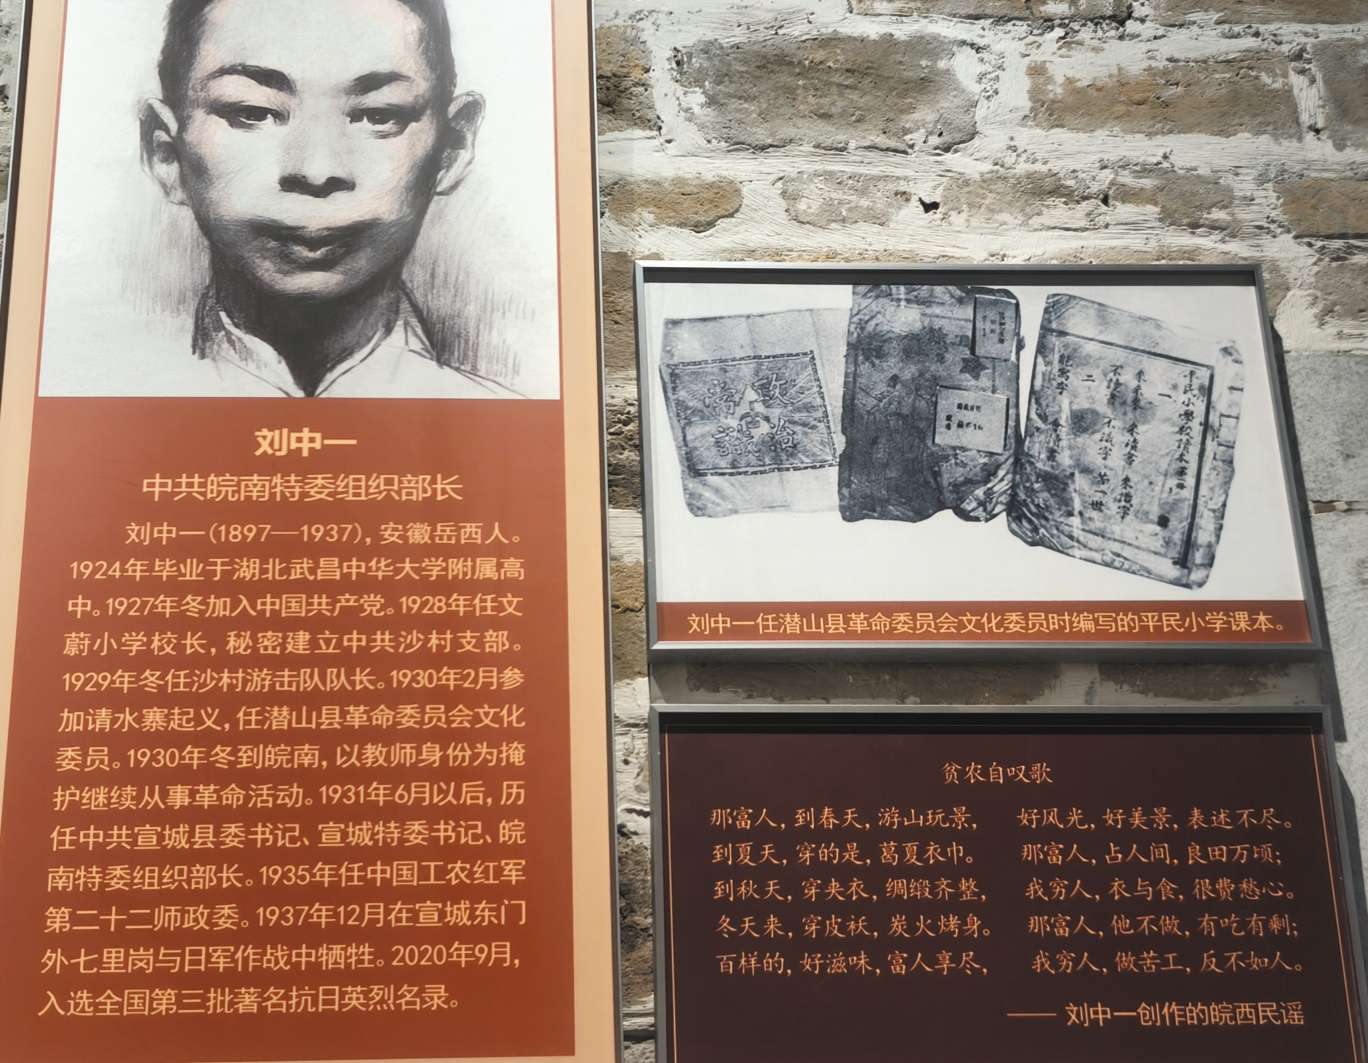 刘中一
中共皖南特委组织部长
刘中一(1897—1937)，安徽岳西人。
1924年毕业于湖北武昌中华大学附属高
中。1927年冬加入中国共产党。1928年任文
蔚小学校长，秘密建立中共沙村支部。
1929年冬任沙村游击队队长。1930年2月参
加请水寨起义，任潜山县革命委员会文化
委员。1930年冬到皖南，以教师身份为掩
护继续从事革命活动。1931年6月以后，历
任中共宣城县委书记、宣城特委书记、皖
南特委组织部长。1935年任中国工农红军
第二十二师政委。1937年12月在宣城东门
外七里岗与日军作战中牺牲。2020年9月，
入选全国第三批著名抗日英烈名录。
刘中一任潜山县革命委员会文化委员时编写的平民小学课本。
贫农自叹歌
那富人，到春天，游山玩景，
到夏天，穿的是，葛夏衣巾。
到秋天，穿夹衣，绸缎齐整，
冬天来，穿皮袄，炭火烤身。
百样的，好滋味，富人享尽，
好风光，好美景，表述不尽。
那富人，占人间，良田万顷；
我穷人，衣与食，很费愁心。
那富人，他不做，有吃有剩；
我穷人，做苦工，反不如人。
—— 刘中一创作的皖西民谣